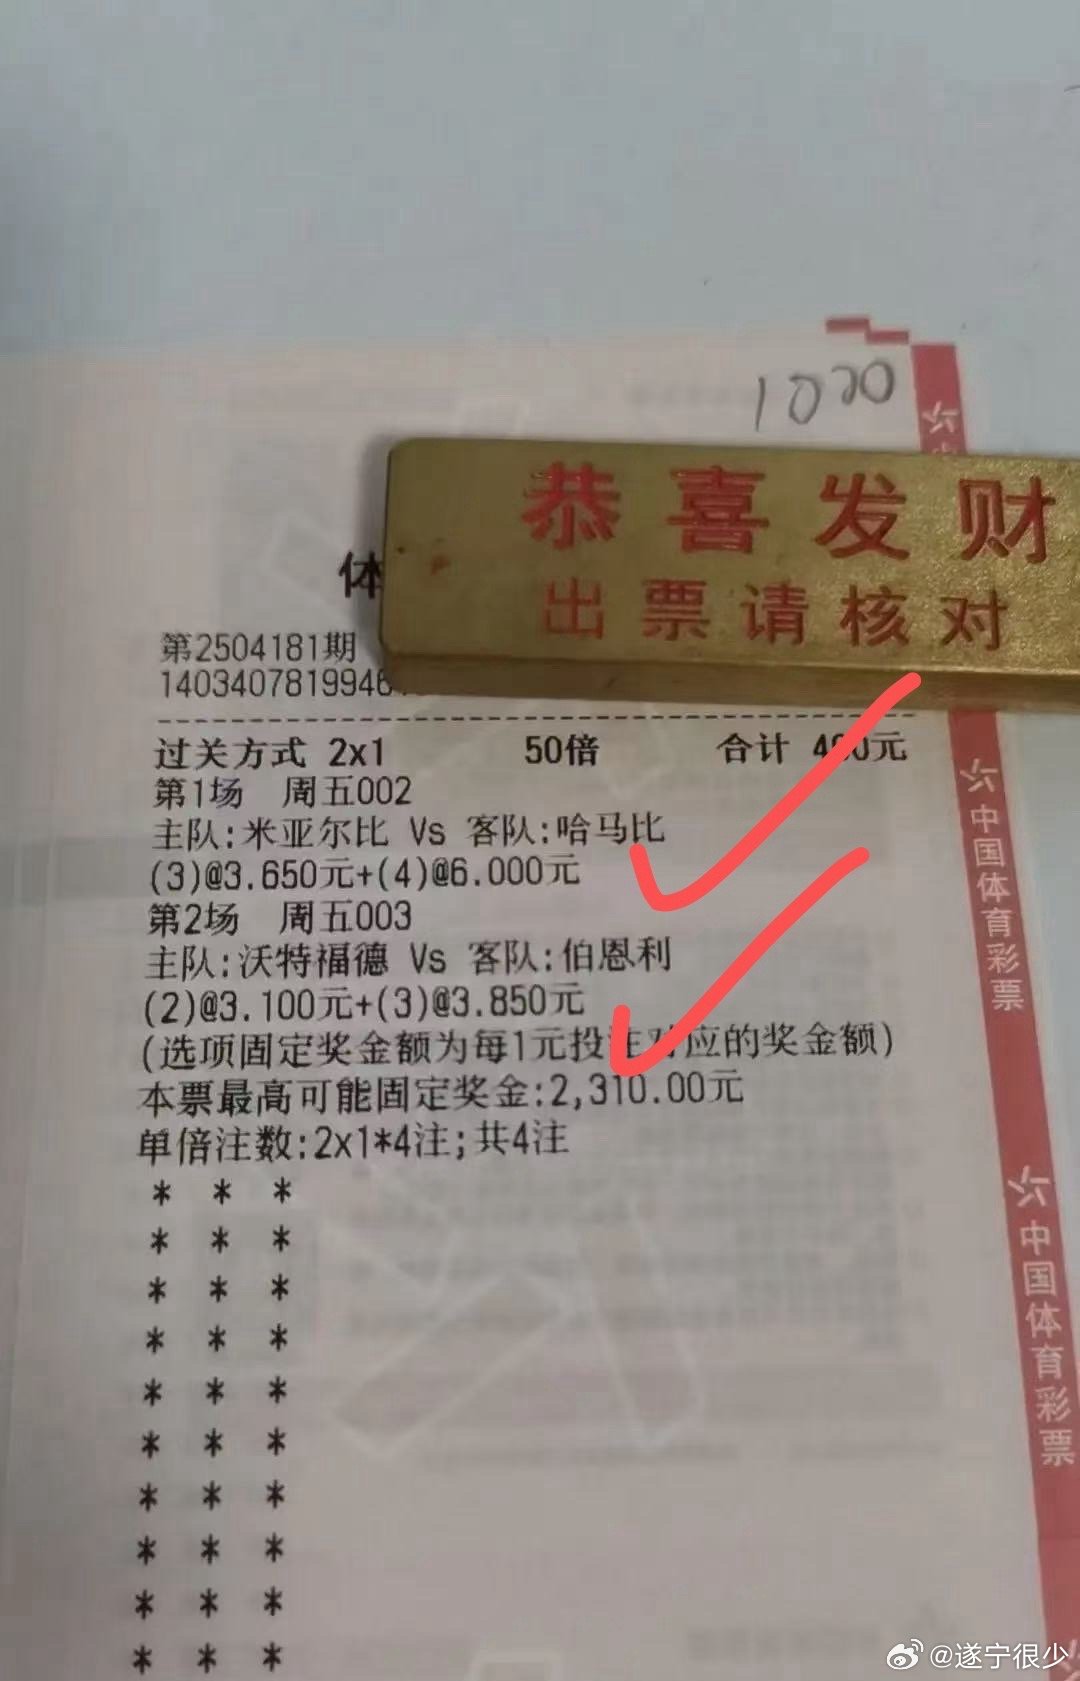 1000
恭喜发财
出票请核对
体
第2504181期
1403407819946
过关方式 2x1 50倍 合计 400元
第1场 周五002
主队:米亚尔比 Vs 客队:哈马比
(3)@3.650元+(4)@6.000元
第2场 周五003
主队:沃特福德 Vs 客队:伯恩利
(2)@3.100元+(3)@3.850元
(选项固定奖金额为每1元投注对应的奖金额)
本票最高可能固定奖金:2,310.00元
单倍注数:2x1*4注;共4注
* * *
* * *
* * *
* * *
* * *
* * *
* * *
* * *
* * *
* * *
中国体育彩票
中国体育彩票
@遂宁很少